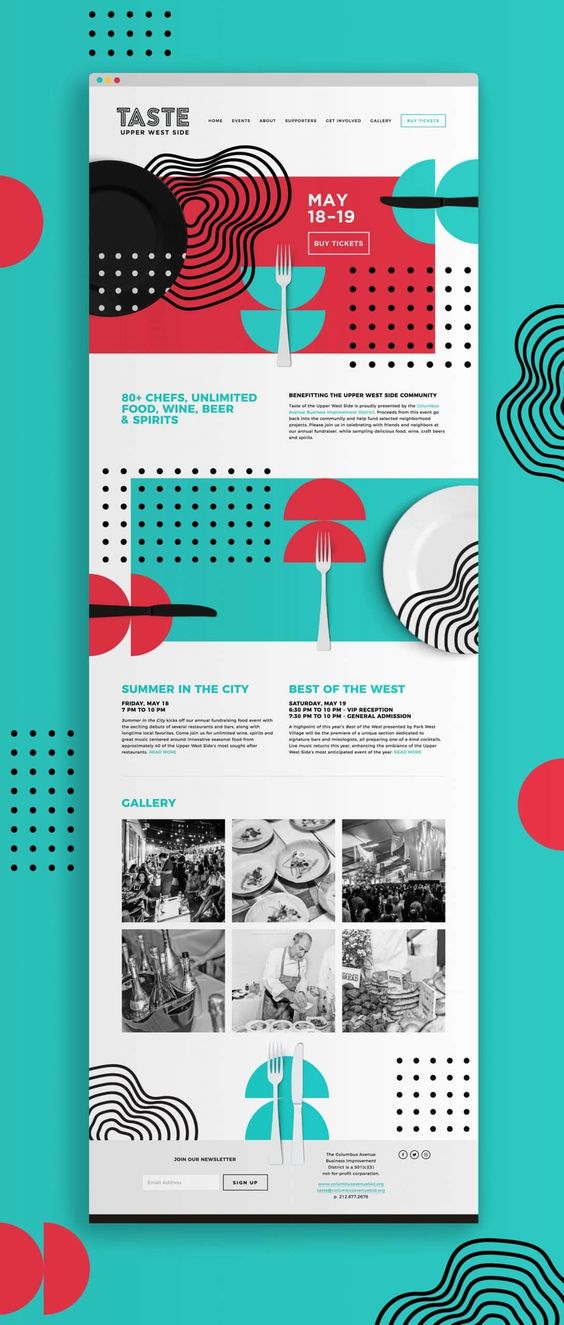 TASTE
UPPER WEST SIDE
HOME EVENTS ABOUT SUPPORTERS GET INVOLVED GALLERY BUY TICKETS
MAY
18-19
BUY TICKETS
80+ CHEFS, UNLIMITED
FOOD, WINE, BEER
& SPIRITS
BENEFITTING THE UPPER WEST SIDE COMMUNITY
Taste of the Upper West Side is proudly presented by the Columbus
Avenue Business Improvement District. Proceeds from this event go
back into the community and help fund selected neighborhood
projects. Please join us in celebrating with friends and neighbors at
our annual fundraiser, while sampling delicious food, wine, craft beers
and spirits.
SUMMER IN THE CITY
FRIDAY, MAY 18
7 PM TO 10 PM
Summer in the City kicks off our annual fundraising food event with
the exciting debuts of several restaurants and bars, along with
longtime local favorites. Come join us for unlimited wine, spirits and
great music centered around innovative seasonal food from
approximately 40 of the Upper West Side's most sought after
restaurants. READ MORE
BEST OF THE WEST
SATURDAY, MAY 19
6:30 PM TO 10 PM - VIP RECEPTION
7:30 PM TO 10 PM - GENERAL ADMISSION
A highpoint of this year's Best of the West presented by Park West
Village will be the premiere of a unique section dedicated to
signature bars and mixologists, all preparing one-of-a-kind cocktails.
Live music returns this year, enhancing the ambiance of the Upper
West Side's most anticipated event of the year. READ MORE
GALLERY
BREAD
JOIN OUR NEWSLETTER
Email Address
SIGN UP
The Columbus Avenue
Business Improvement
District is a 501(c)(3)
not-for-profit corporation.
www.columbusavenuebid.org
taste@columbusavenuebid.org
p. 212.677.2678